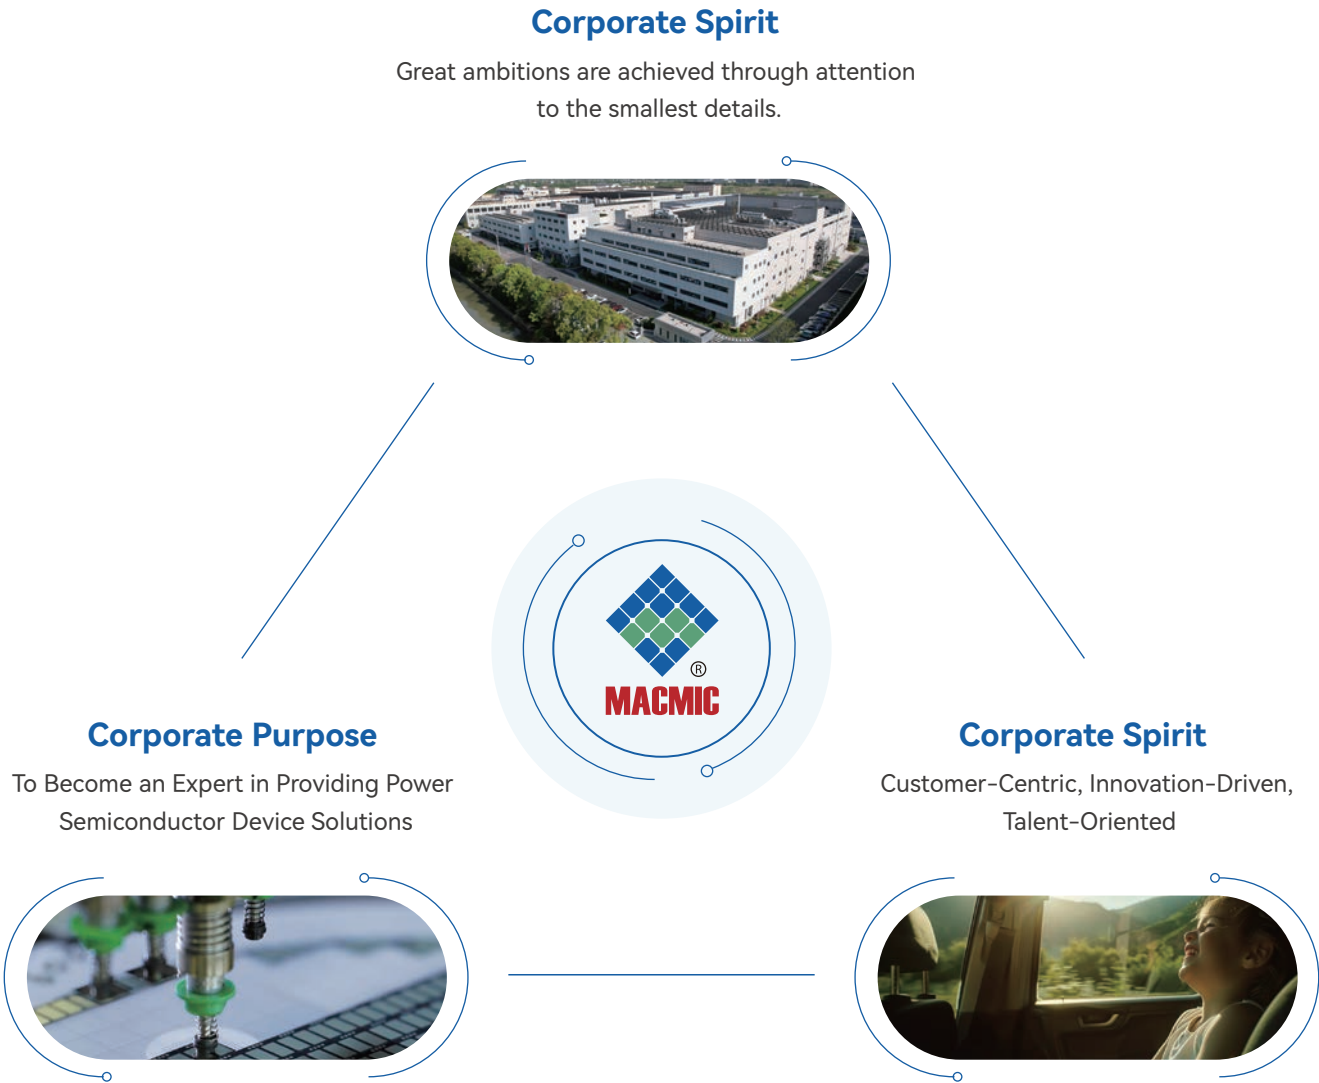 Corporate Spirit
Great ambitions are achieved through attention
to the smallest details.
®
MACMIC
Corporate Purpose
To Become an Expert in Providing Power
Semiconductor Device Solutions
Corporate Spirit
Customer-Centric, Innovation-Driven,
Talent-Oriented